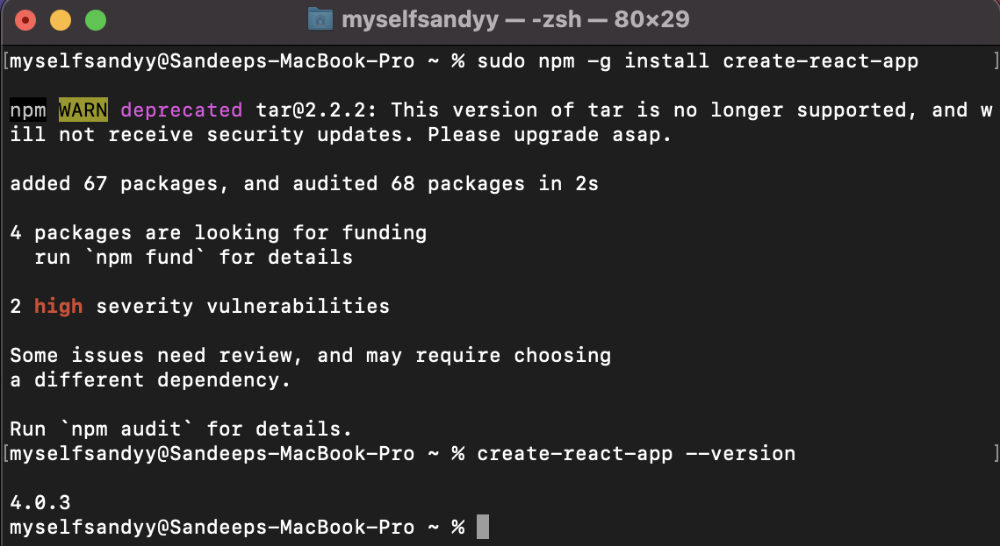 myselfsandyy — -zsh — 80×29
[myselfsandyy@Sandeeps-MacBook-Pro ~ % sudo npm -g install create-react-app ]
npm WARN deprecated tar@2.2.2: This version of tar is no longer supported, and w
ill not receive security updates. Please upgrade asap.
added 67 packages, and audited 68 packages in 2s
4 packages are looking for funding
  run `npm fund` for details
2 high severity vulnerabilities
Some issues need review, and may require choosing
a different dependency.
Run `npm audit` for details.
[myselfsandyy@Sandeeps-MacBook-Pro ~ % create-react-app --version ]
4.0.3
myselfsandyy@Sandeeps-MacBook-Pro ~ %